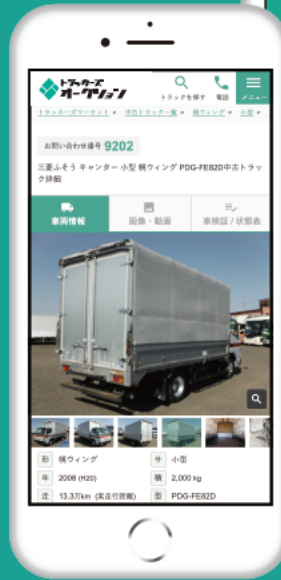 トラッカーズ
オークション
トラックを探す 電話 メニュー
トラッカーズマーケット » 中古トラック一覧 » 幌ウィング » 小型 »
お問い合わせ番号 9202
三菱ふそう キャンター 小型 幌ウィング PDG-FE82D中古トラッ
ク詳細
車両情報 画像・動画 車検証 / 状態表
形 幌ウィング サ 小型
年 2008 (H20) 積 2,000 kg
走 13.3万km (実走行距離) 型 PDG-FE82D